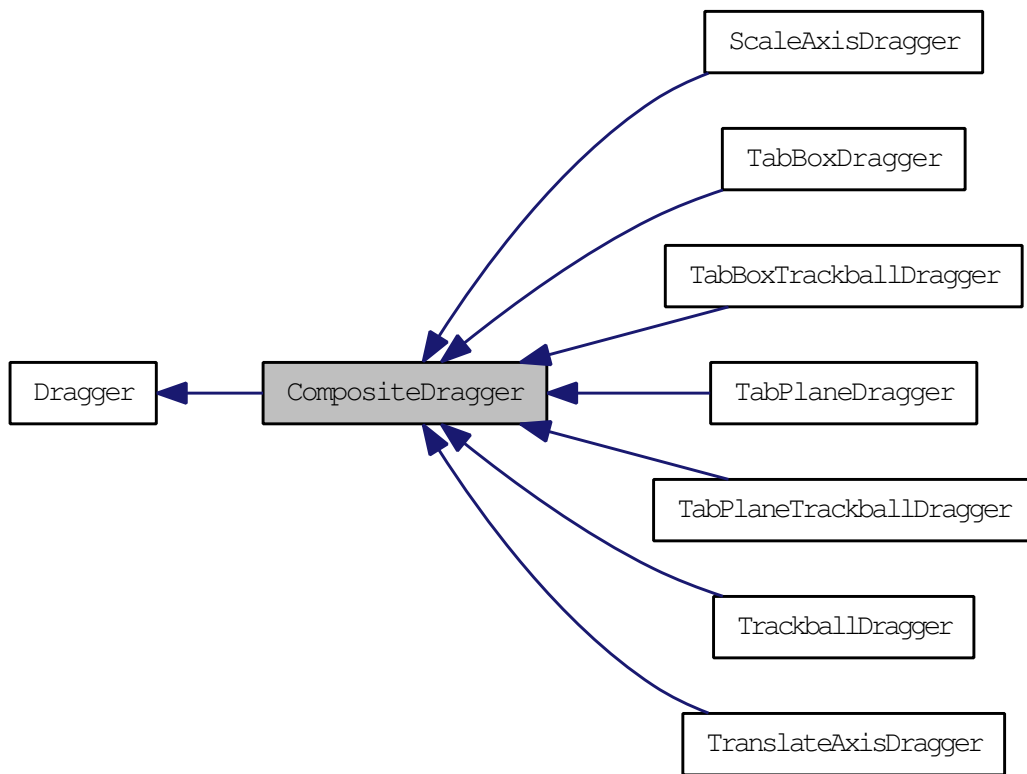 ScaleAxisDragger
TabBoxDragger
TabBoxTrackballDragger
Dragger
CompositeDragger
TabPlaneDragger
TabPlaneTrackballDragger
TrackballDragger
TranslateAxisDragger